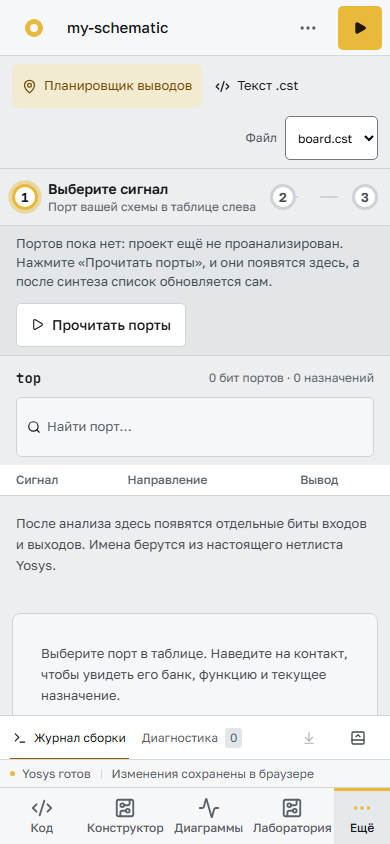 my-schematic
Планировщик выводов
Текст .cst
Файл
board.cst
1
Выберите сигнал
Порт вашей схемы в таблице слева
2
3
Портов пока нет: проект ещё не проанализирован.
Нажмите «Прочитать порты», и они появятся здесь, а
после синтеза список обновляется сам.
Прочитать порты
top
0 бит портов · 0 назначений
Найти порт...
Сигнал
Направление
Вывод
После анализа здесь появятся отдельные биты входов
и выходов. Имена берутся из настоящего нетлиста
Yosys.
Выберите порт в таблице. Наведите на контакт,
чтобы увидеть его банк, функцию и текущее
назначение.
Журнал сборки
Диагностика 0
Yosys готов
Изменения сохранены в браузере
Код
Конструктор
Диаграммы
Лаборатория
Ещё